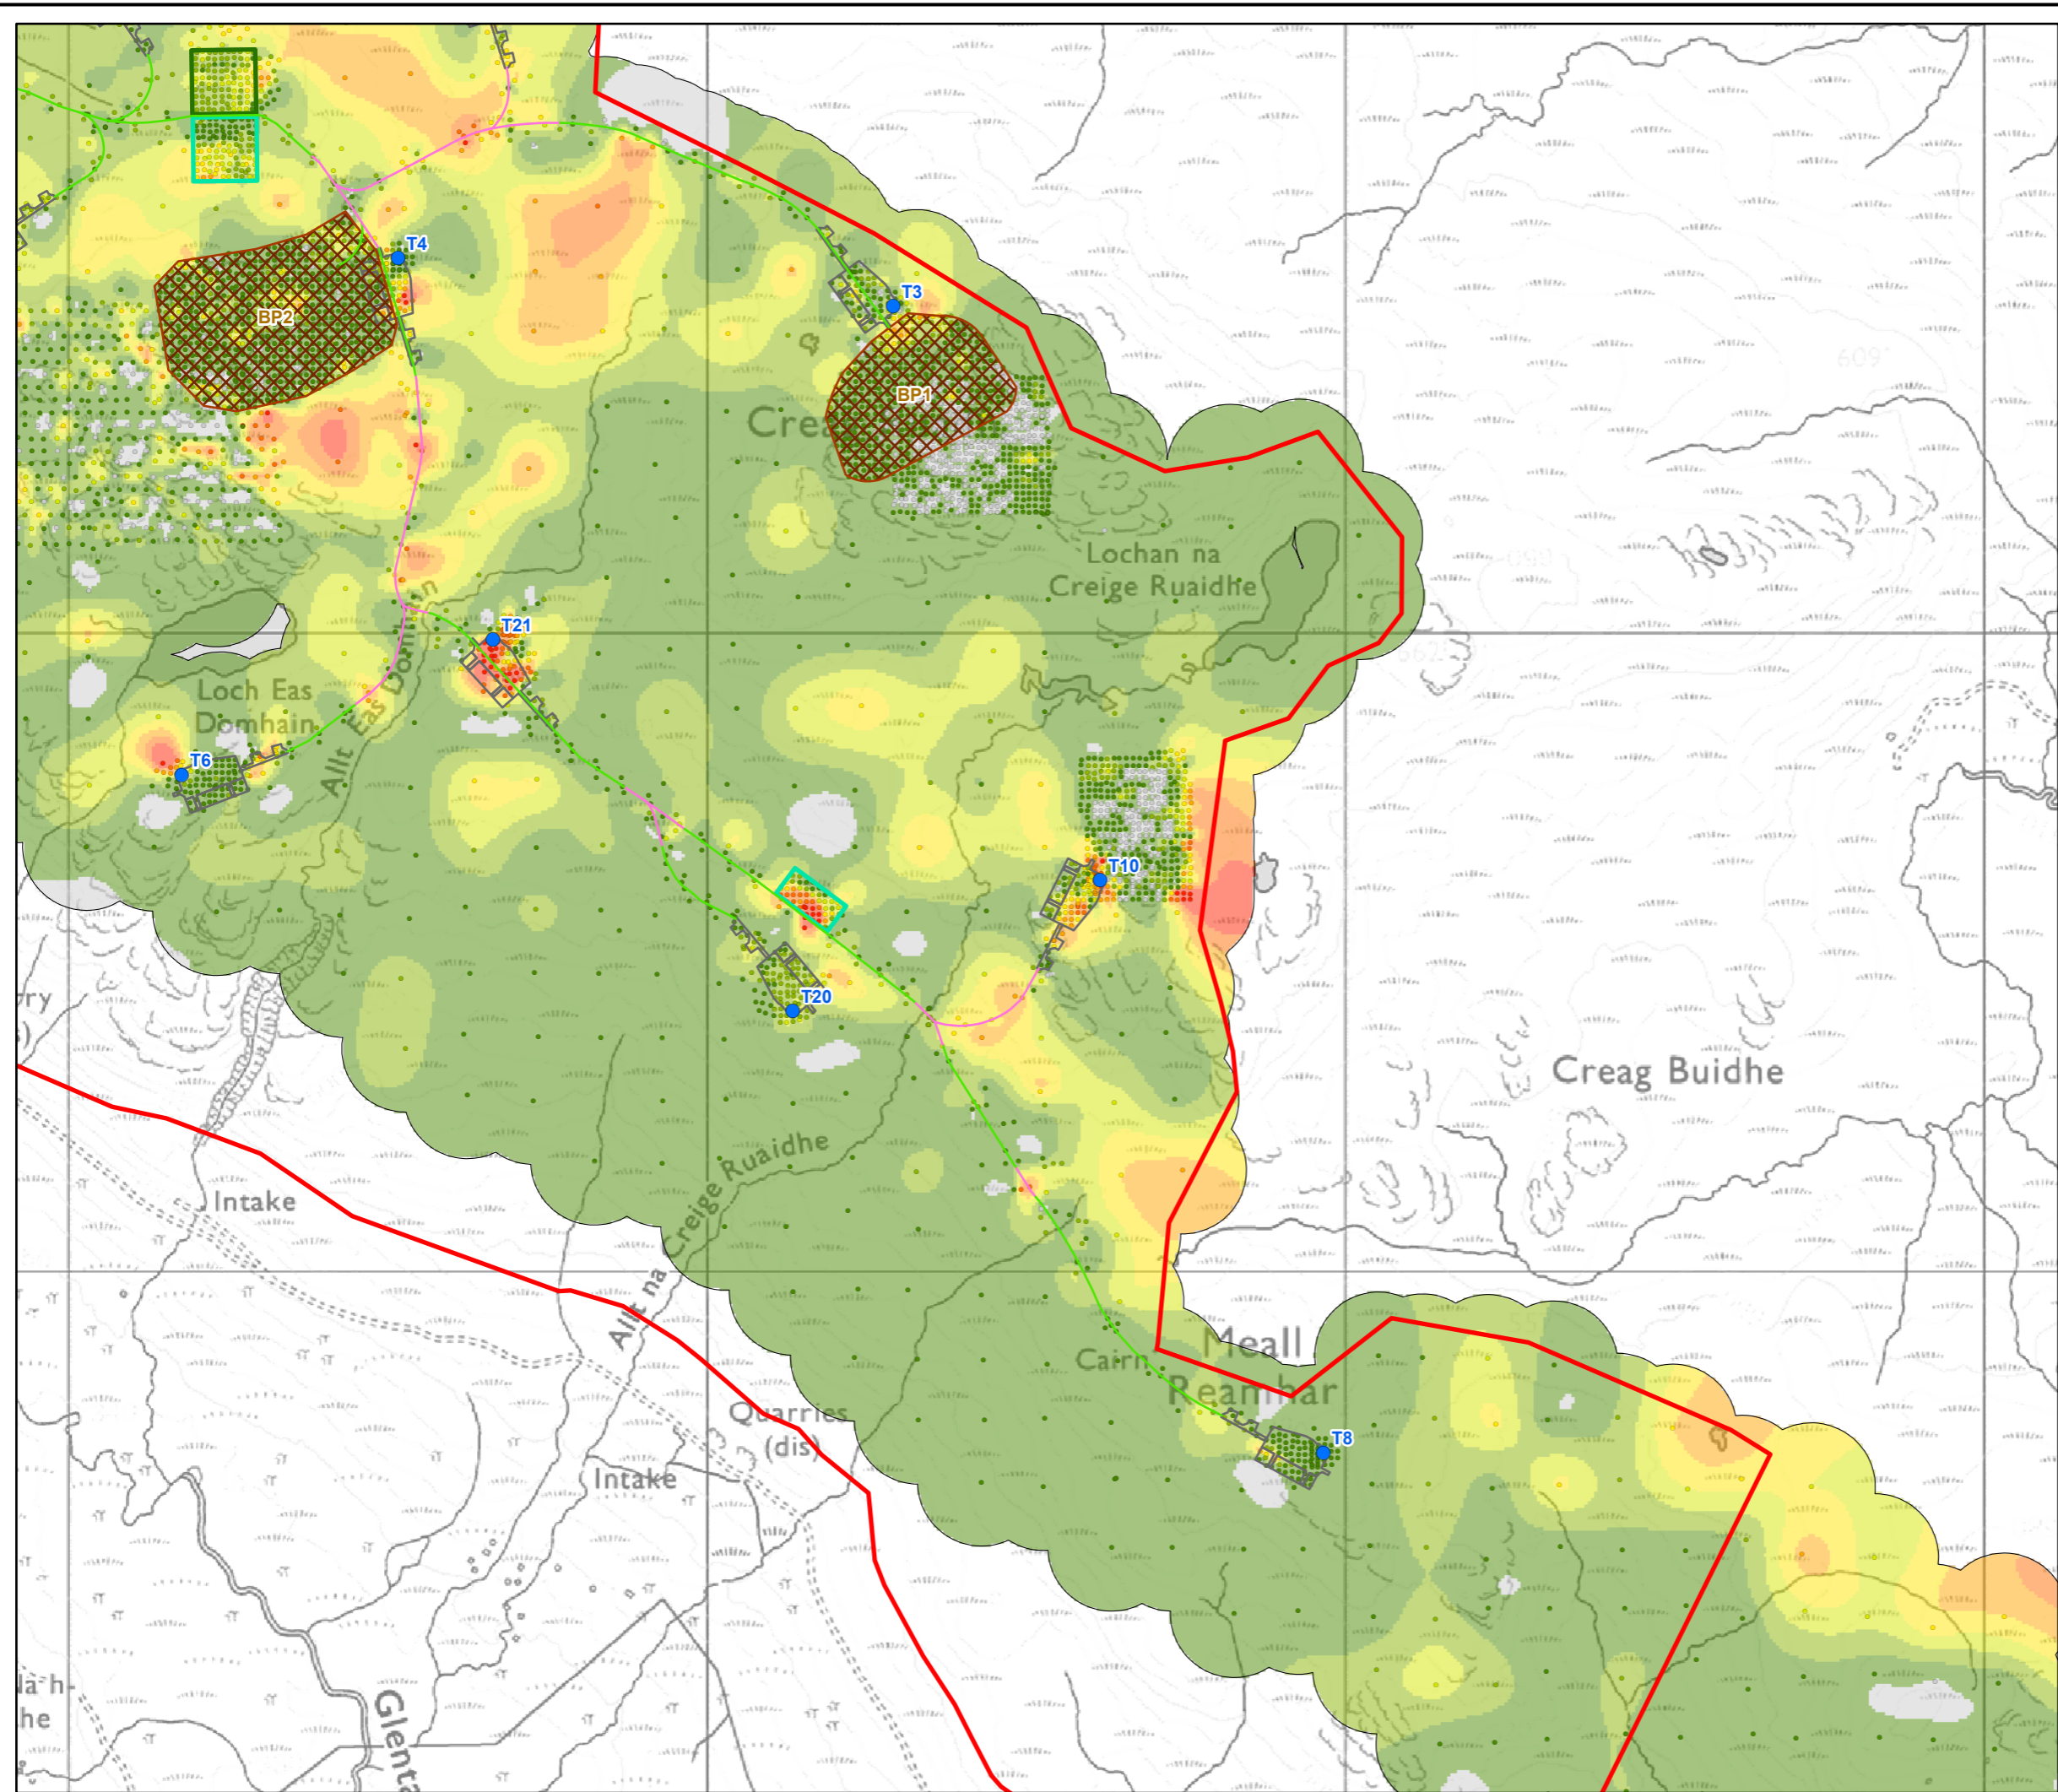 T4
T3
BP2
BP1
Crea
609
Lochan na
Creige Ruaidhe
T21
Loch Eas
Domhain
Allt Eas Domhain
T6
T10
T20
Creag Buidhe
Allt na Creige Ruaidhe
Intake
Meall
Reamhar
Cairn
Quarries
(dis)
T8
Intake
Glenta